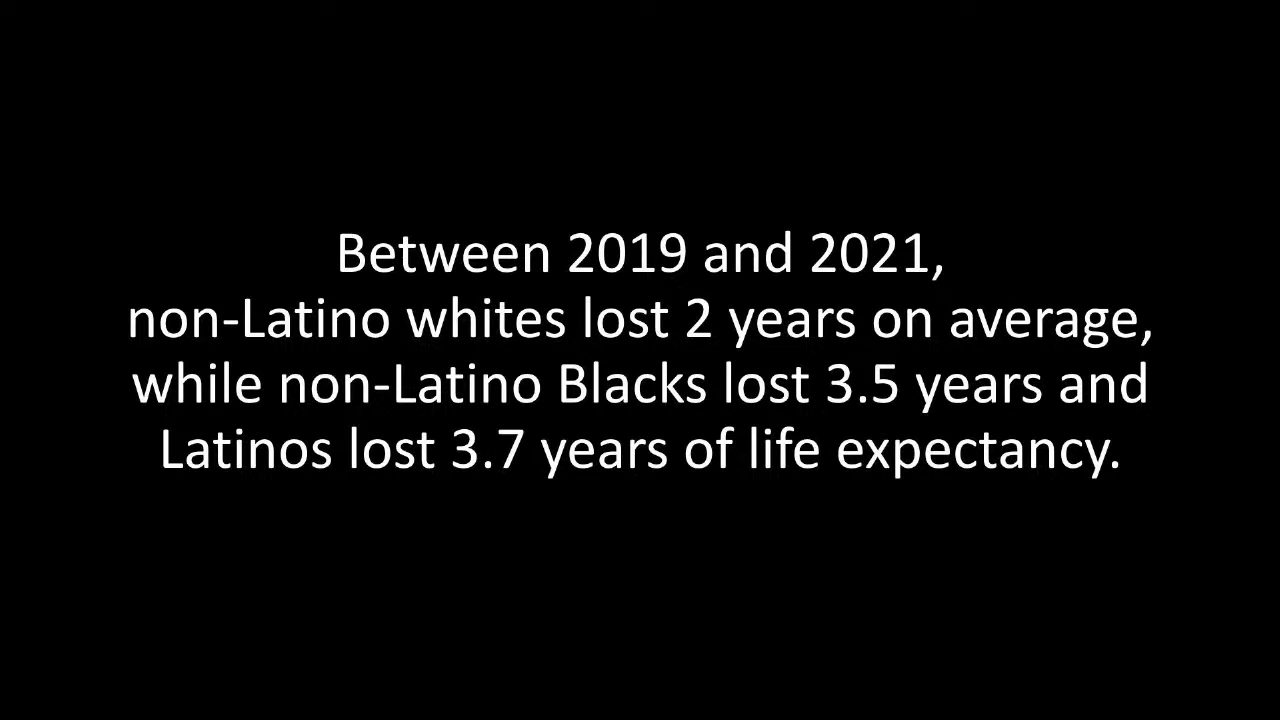 Between 2019 and 2021,
non-Latino whites lost 2 years on average,
while non-Latino Blacks lost 3.5 years and
Latinos lost 3.7 years of life expectancy.